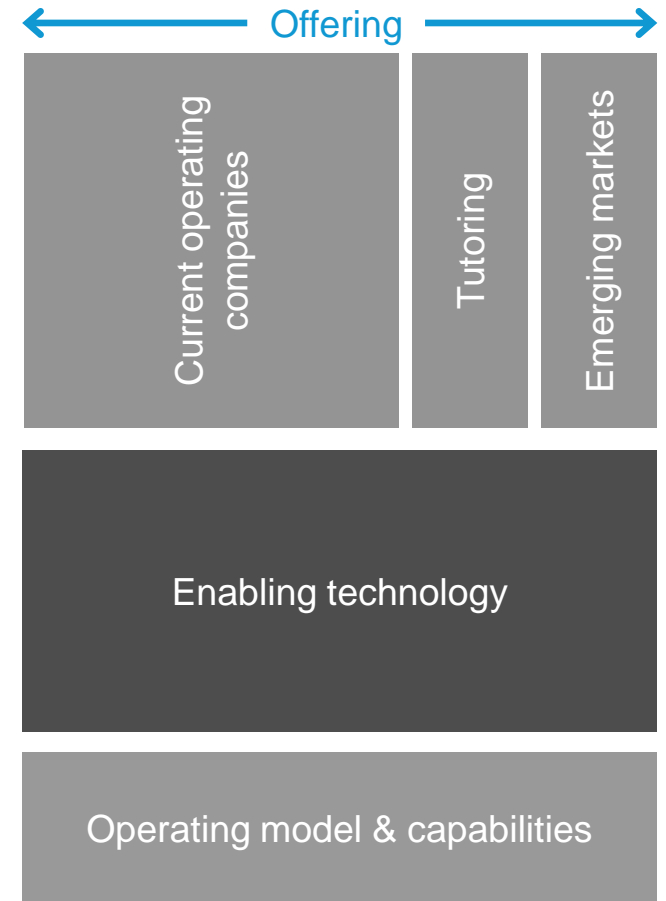 Offering
Current operating
companies
Tutoring
Emerging markets
Enabling technology
Operating model & capabilities